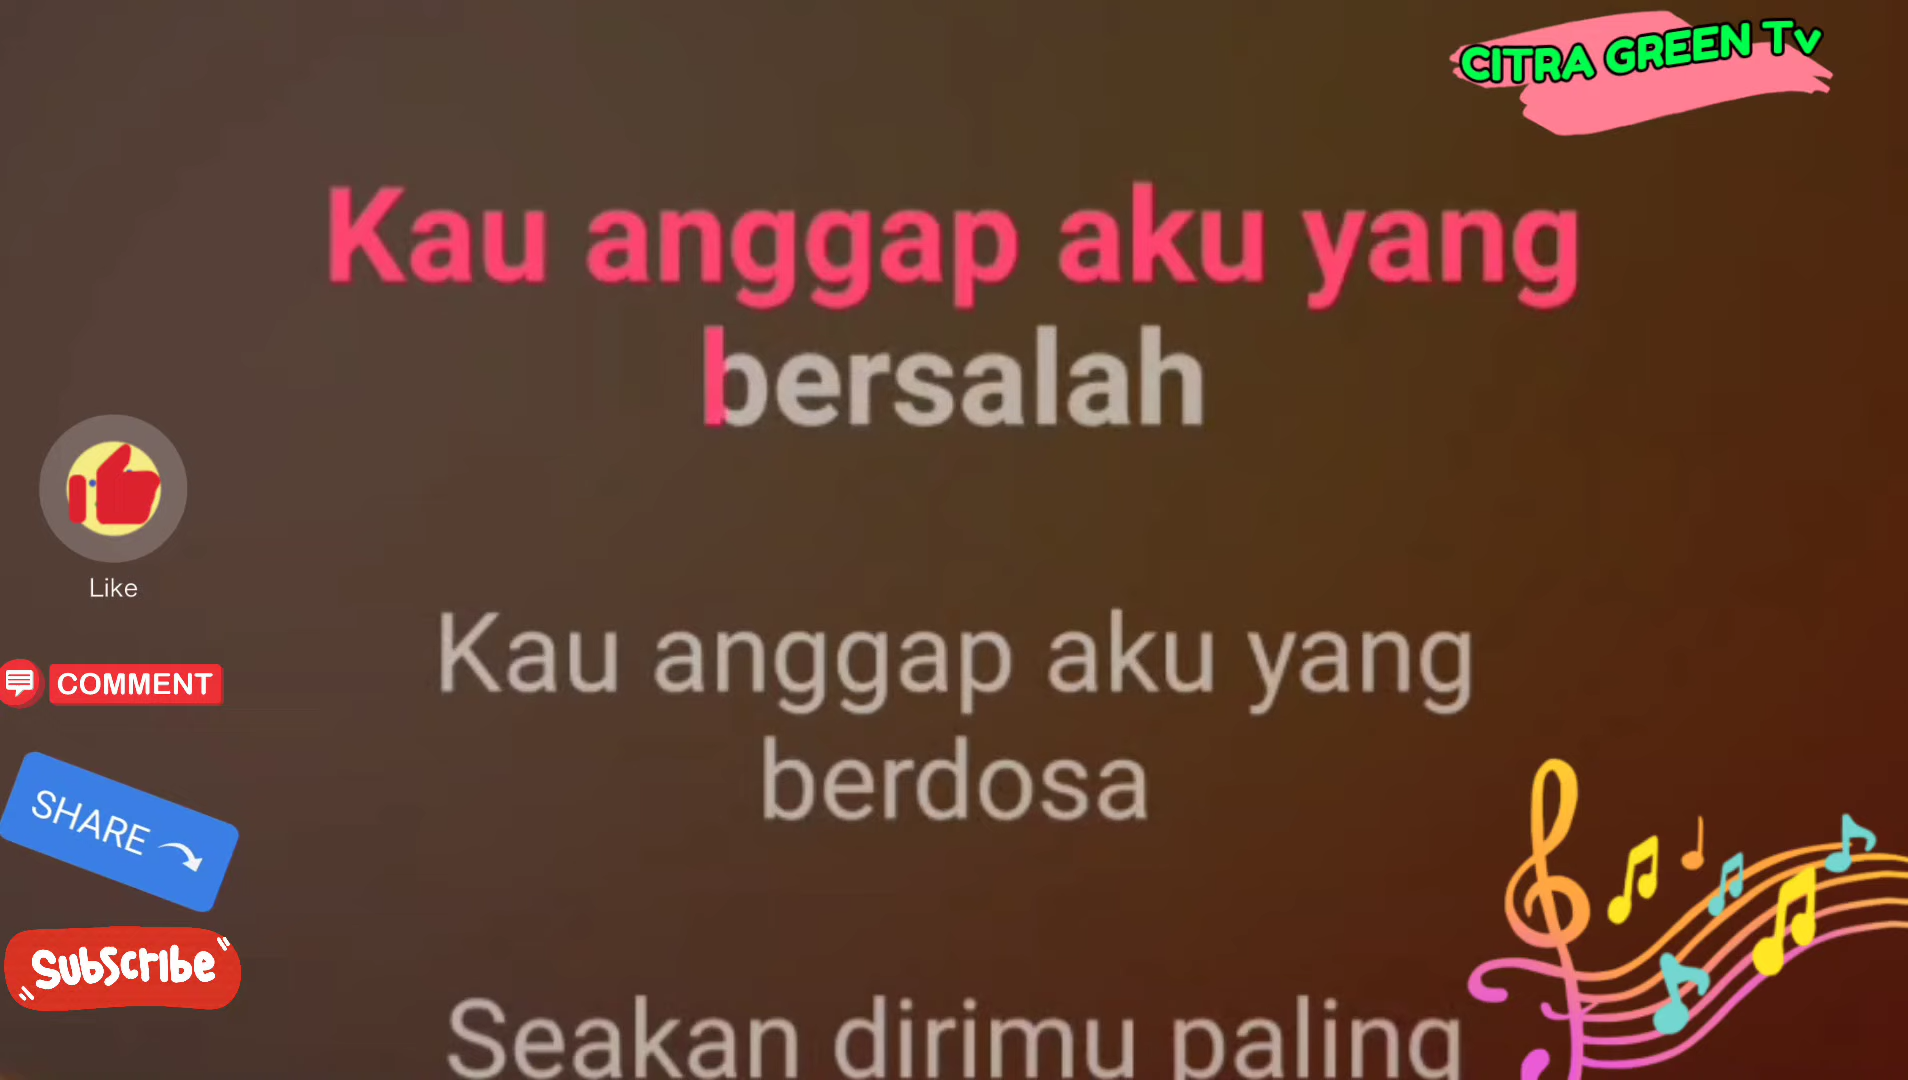 CITRA GREEN Tv
Kau anggap aku yang
bersalah
Like
Kau anggap aku yang
COMMENT
berdosa
SHARE
Subscribe
Seakan dirimu paling